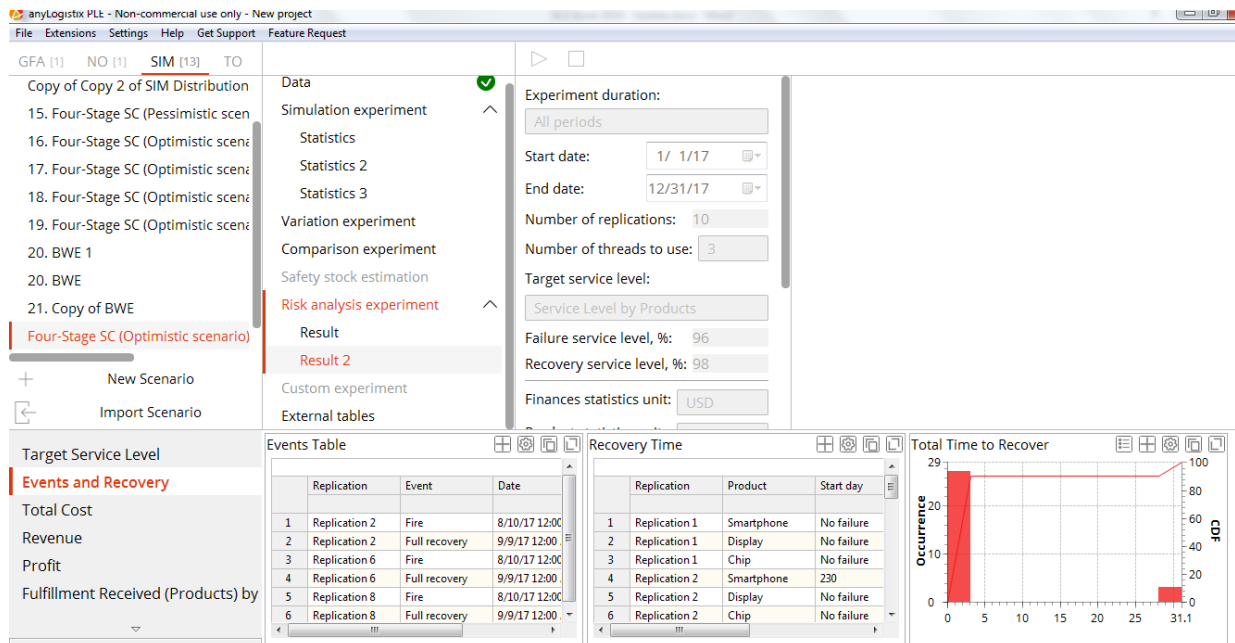 anyLogistix PLE - Non-commercial use only - New project
File Extensions Settings Help Get Support Feature Request
GFA [1] NO [1] SIM [13] TO
Copy of Copy 2 of SIM Distribution
15. Four-Stage SC (Pessimistic scen
16. Four-Stage SC (Optimistic scena
17. Four-Stage SC (Optimistic scena
18. Four-Stage SC (Optimistic scena
19. Four-Stage SC (Optimistic scena
20. BWE 1
20. BWE
21. Copy of BWE
Four-Stage SC (Optimistic scenario)
New Scenario
Import Scenario
Data
Simulation experiment
Statistics
Statistics 2
Statistics 3
Variation experiment
Comparison experiment
Safety stock estimation
Risk analysis experiment
Result
Result 2
Custom experiment
External tables
Experiment duration:
All periods
Start date: 1/ 1/17
End date: 12/31/17
Number of replications: 10
Number of threads to use: 3
Target service level:
Service Level by Products
Failure service level, %: 96
Recovery service level, %: 98
Finances statistics unit: USD
Target Service Level
Events and Recovery
Total Cost
Revenue
Profit
Fulfillment Received (Products) by
Events Table
Replication Event Date
1 Replication 2 Fire 8/10/17 12:00
2 Replication 2 Full recovery 9/9/17 12:00
3 Replication 6 Fire 8/10/17 12:00
4 Replication 6 Full recovery 9/9/17 12:00
5 Replication 8 Fire 8/10/17 12:00
6 Replication 8 Full recovery 9/9/17 12:00
Recovery Time
Replication Product Start day
1 Replication 1 Smartphone No failure
2 Replication 1 Display No failure
3 Replication 1 Chip No failure
4 Replication 2 Smartphone 230
5 Replication 2 Display No failure
6 Replication 2 Chip No failure
Total Time to Recover
29 20 10 0
Occurrence
100 80 60 40 20 0
CDF
0 5 10 15 20 25 31.1